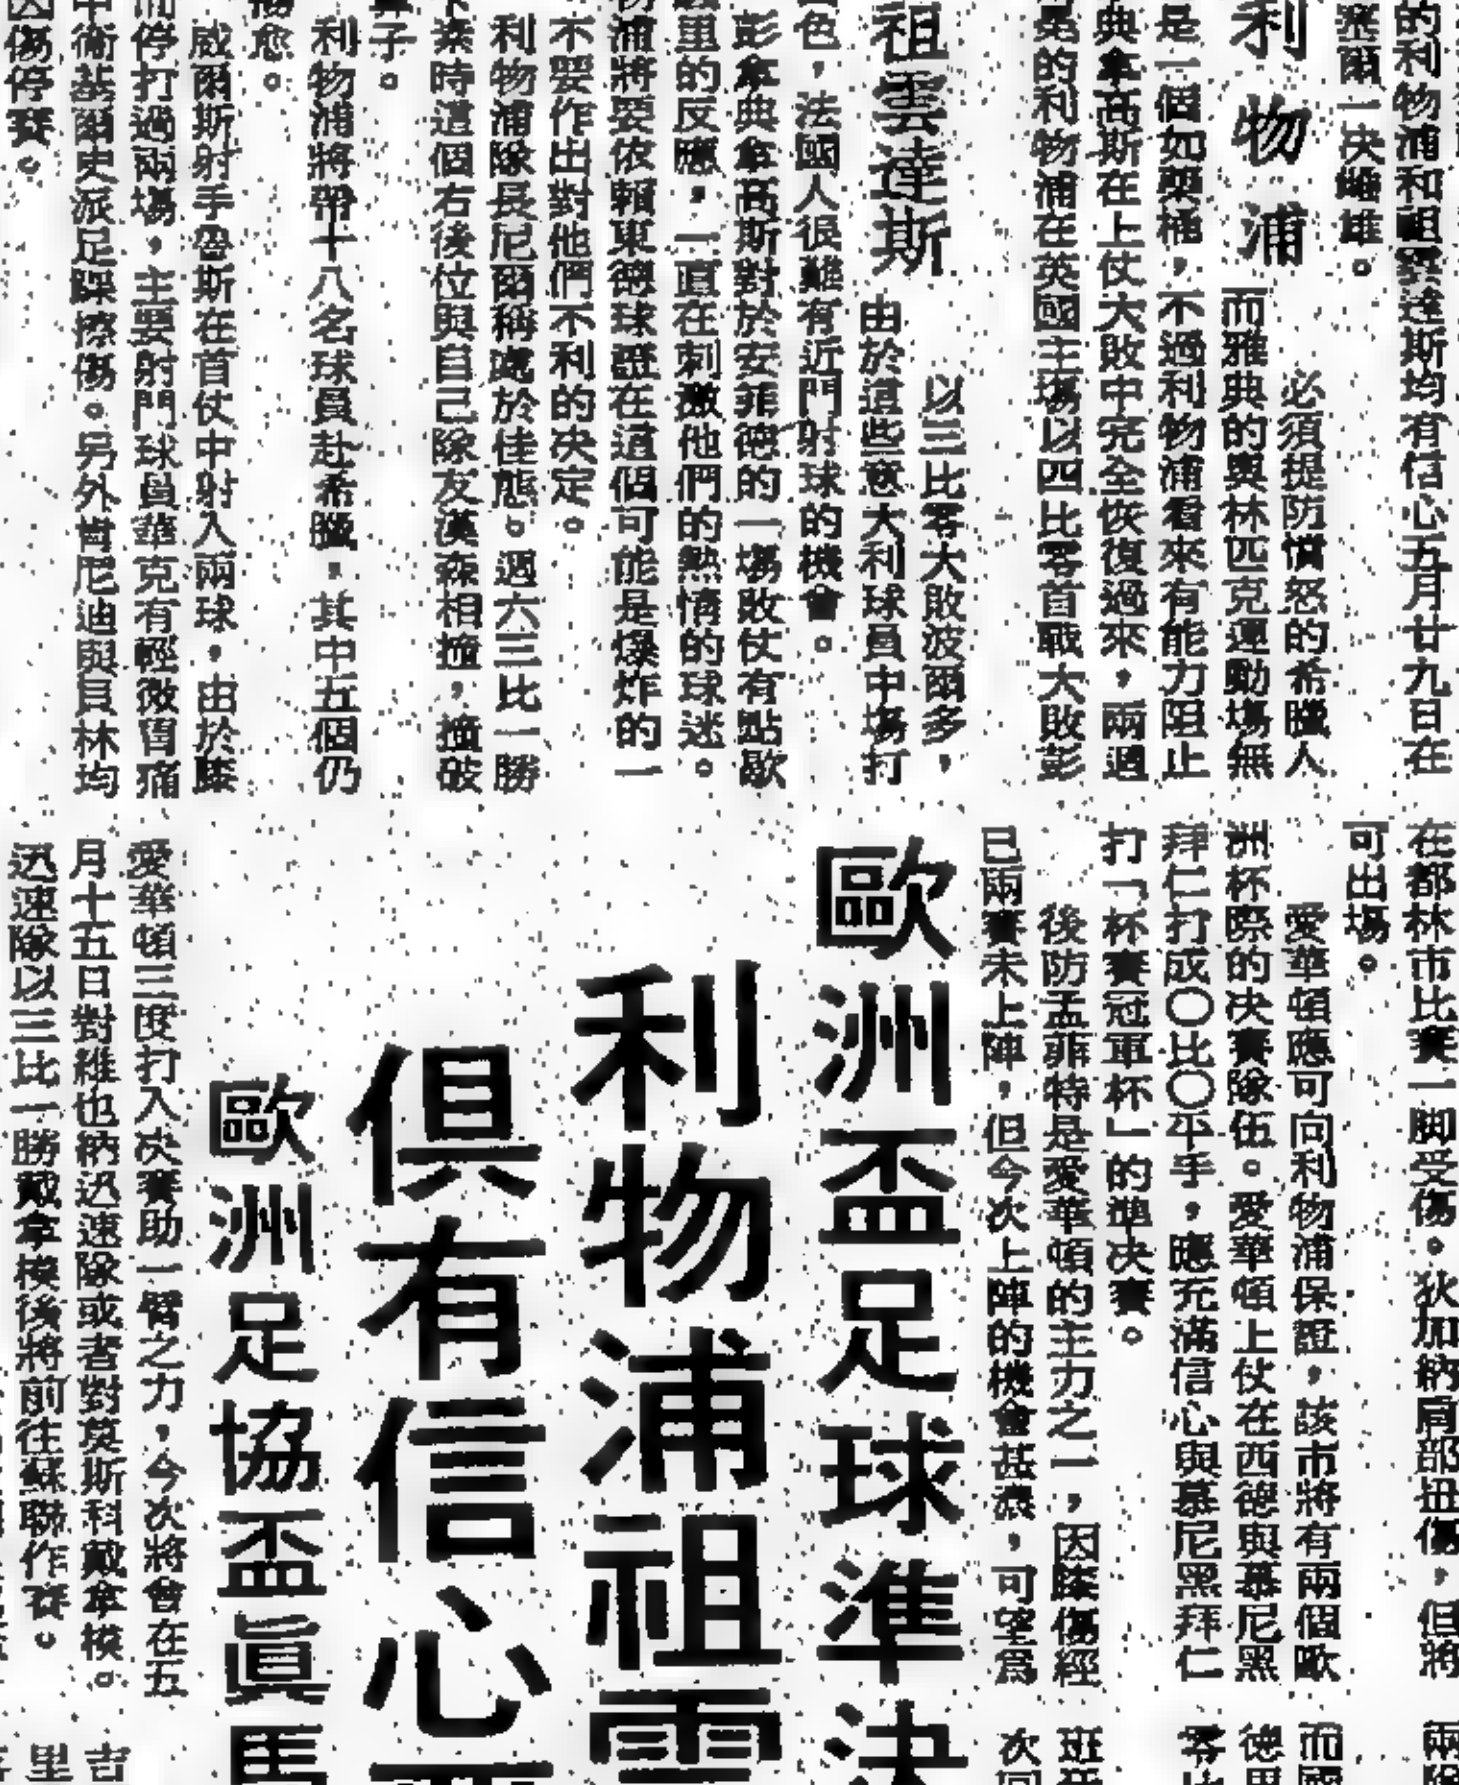 的利物浦和祖雲達斯均有信心五月廿九日在
塞爾一決雌雄。
利物浦
必須提防憤怒的希臘人
而雅典的奧林匹克運動場無
是一個如藥桶，不過利物浦看來有能力阻止
典拿高斯在上仗大敗中完全恢復過來，兩週
的利物浦在英國主場以四比零首戰大敗彭
祖雲達斯
以三比零大敗波爾多，
由於這些意大利球員中場打
色，法國人很難有近門射球的機會。
彭拿典拿高斯對於安菲德的一場敗仗有點歇
里的反應，一直在刺激他們的熱情的球迷。
物浦將要依賴東德球證在這個可能是爆炸的一
不要作出對他們不利的決定。
利物浦隊長尼爾稱處於佳態。週六三比一勝
時這個右後位與自己隊友漢森相撞，撞破
子。
利物浦將帶十八名球員赴希臘，其中五個仍
愈。
威爾斯射手魯斯在首仗中射入兩球，由於膝
而停打過兩場，主要射門球員華克有輕微胃痛
中衛基爾史派足踝擦傷。另外肯尼迪與貝林均
因傷停賽。
在都林市比賽一脚受傷。狄加納肩部扭傷，但將
可出場。
愛華頓應可向利物浦保證，該市將有兩個歐
洲杯際的決賽隊伍。愛華頓上仗在西德與慕尼黑
拜仁打成〇比〇平手，應充滿信心與慕尼黑拜仁
打「杯賽冠軍杯」的準決賽。
後防孟菲特是愛華頓的主力之一，因膝傷經
已兩賽未上陣，但今次上陣的機會甚濃，可望為
歐洲盃足球準決
利物浦祖雲
俱有信心
歐洲足協盃眞馬
愛華頓三度打入決賽助一臂之力，今次將會在五
月十五日對維也納迅速隊或者對莫斯科戴拿模。
迅速隊以三比一勝戴拿模後將前往蘇聯作賽。
而國
德里
零比
班牙
次回
吉
里